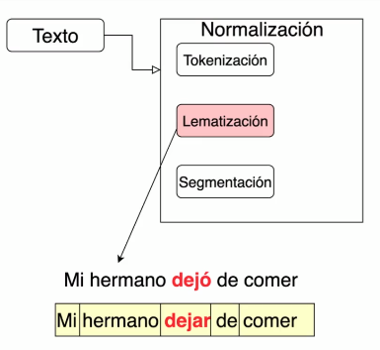 Texto
Normalización
Tokenización
Lematización
Segmentación
Mi hermano dejó de comer
Mi hermano dejar de comer